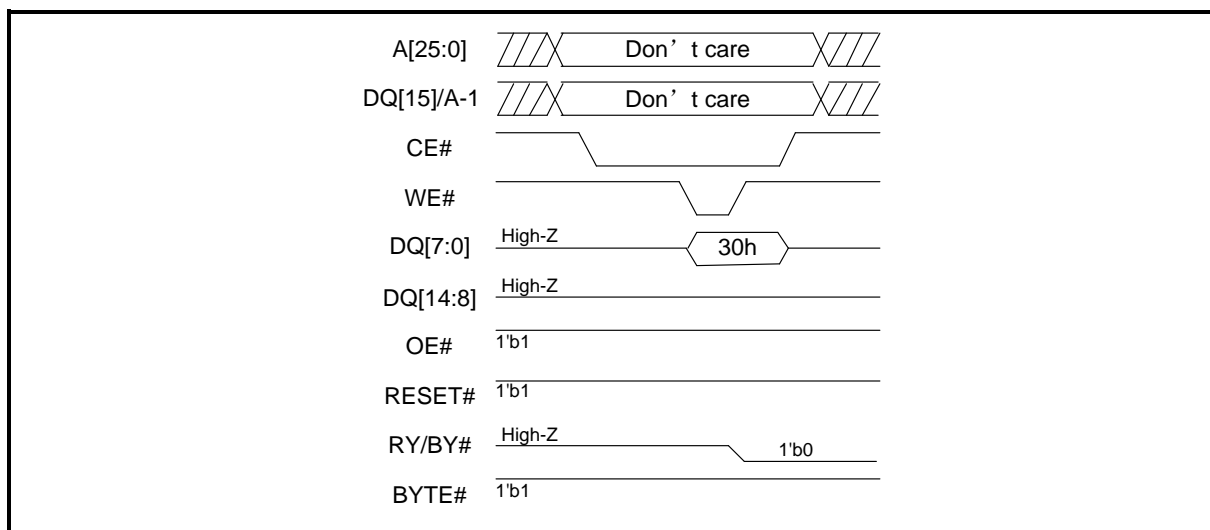 A[25:0] Don’ t care
DQ[15]/A-1 Don’ t care
CE#
WE#
DQ[7:0] High-Z 30h
DQ[14:8] High-Z
OE# 1'b1
RESET# 1'b1
RY/BY# High-Z 1'b0
BYTE# 1'b1